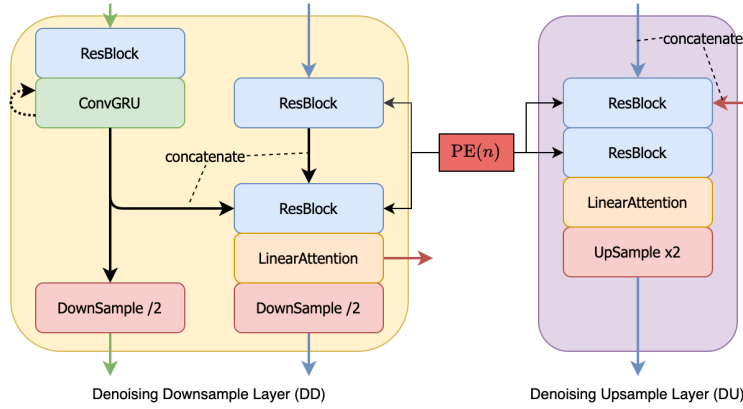 ResBlock
ConvGRU
concatenate
DownSample /2
ResBlock
ResBlock
LinearAttention
DownSample /2
Denoising Downsample Layer (DD)
PE(n)
concatenate
ResBlock
ResBlock
LinearAttention
UpSample x2
Denoising Upsample Layer (DU)